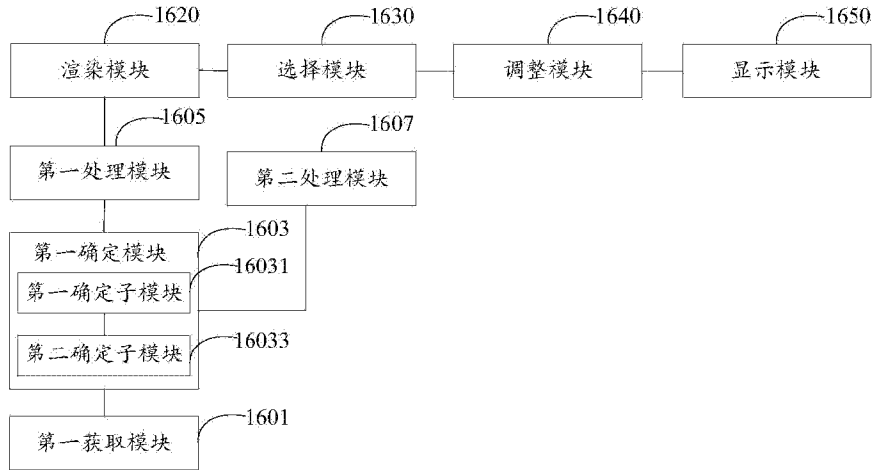 1620
1630
1640
1650
渲染模块
选择模块
调整模块
显示模块
1605
1607
第一处理模块
第二处理模块
1603
第一确定模块
16031
第一确定子模块
16033
第二确定子模块
1601
第一获取模块